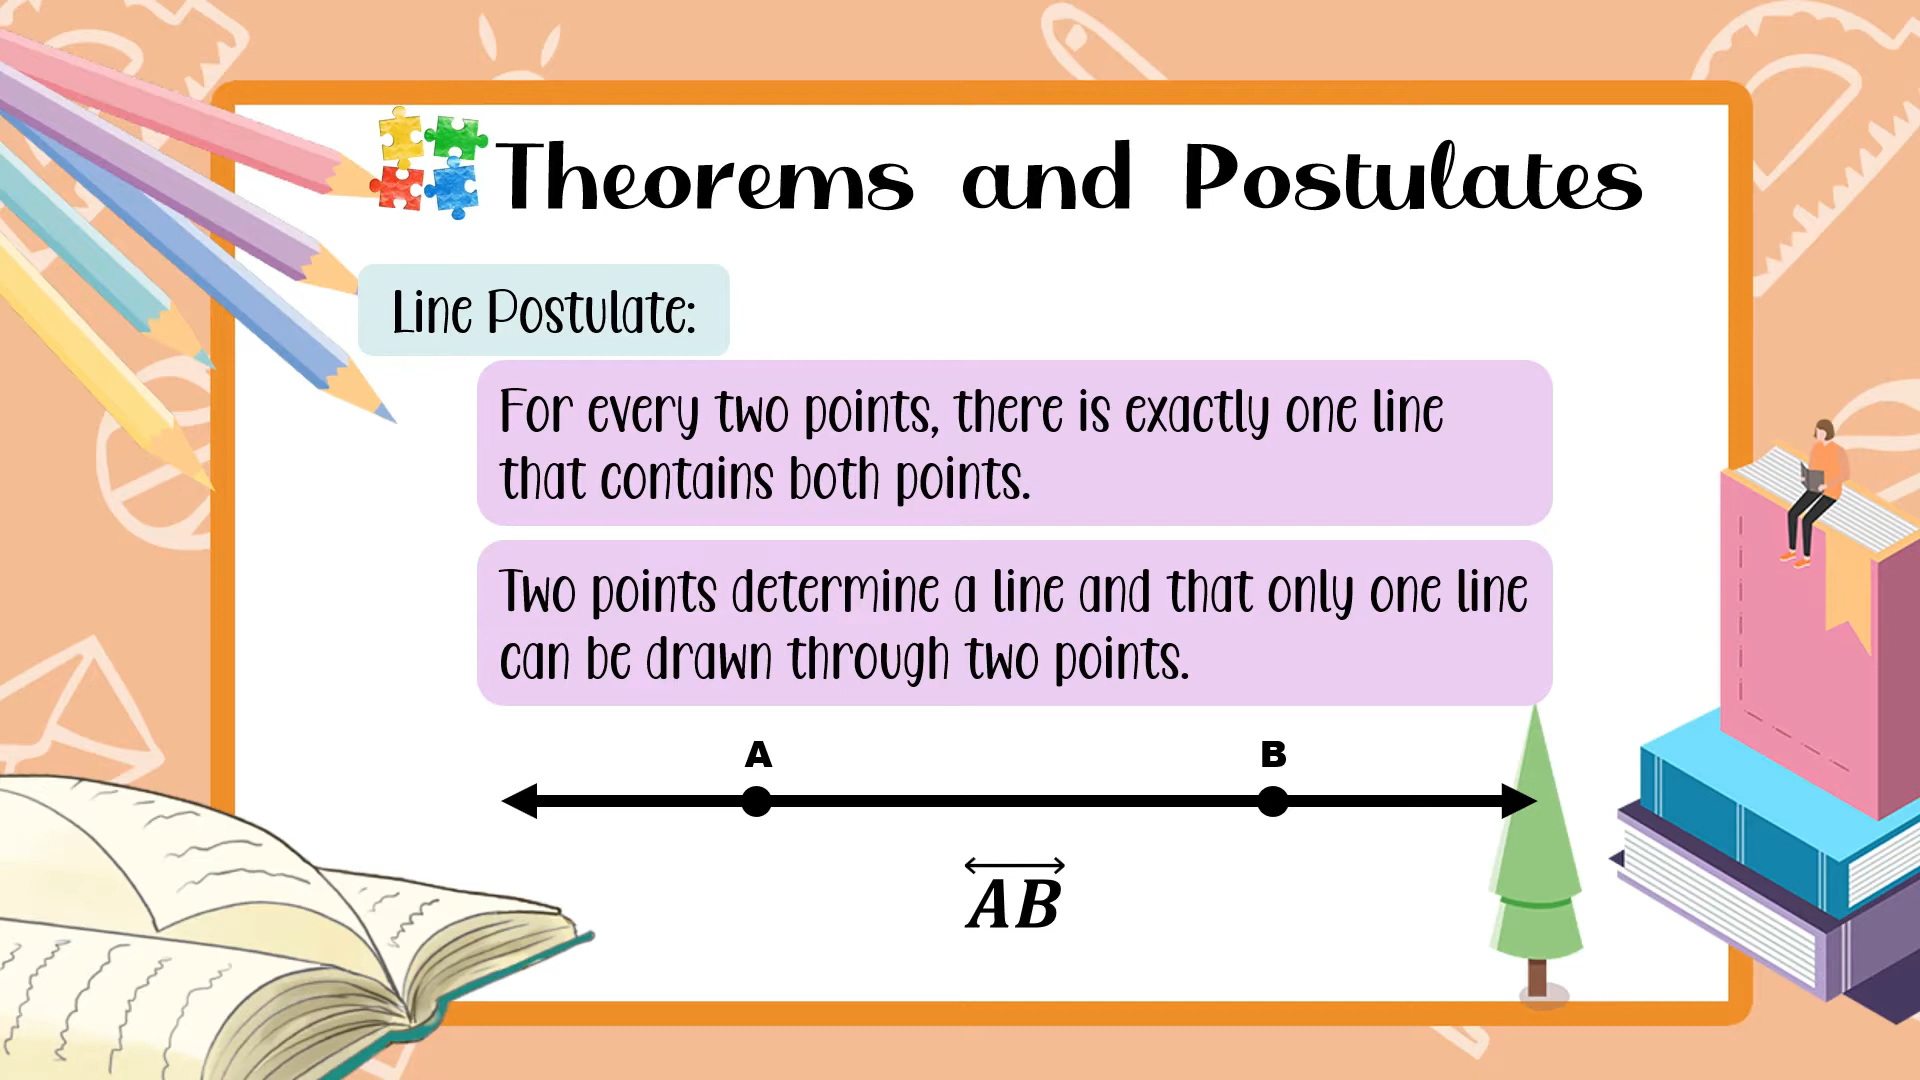 Theorems and Postulates
Line Postulate:
For every two points, there is exactly one line
that contains both points.
Two points determine a line and that only one line
can be drawn through two points.
A B
AB